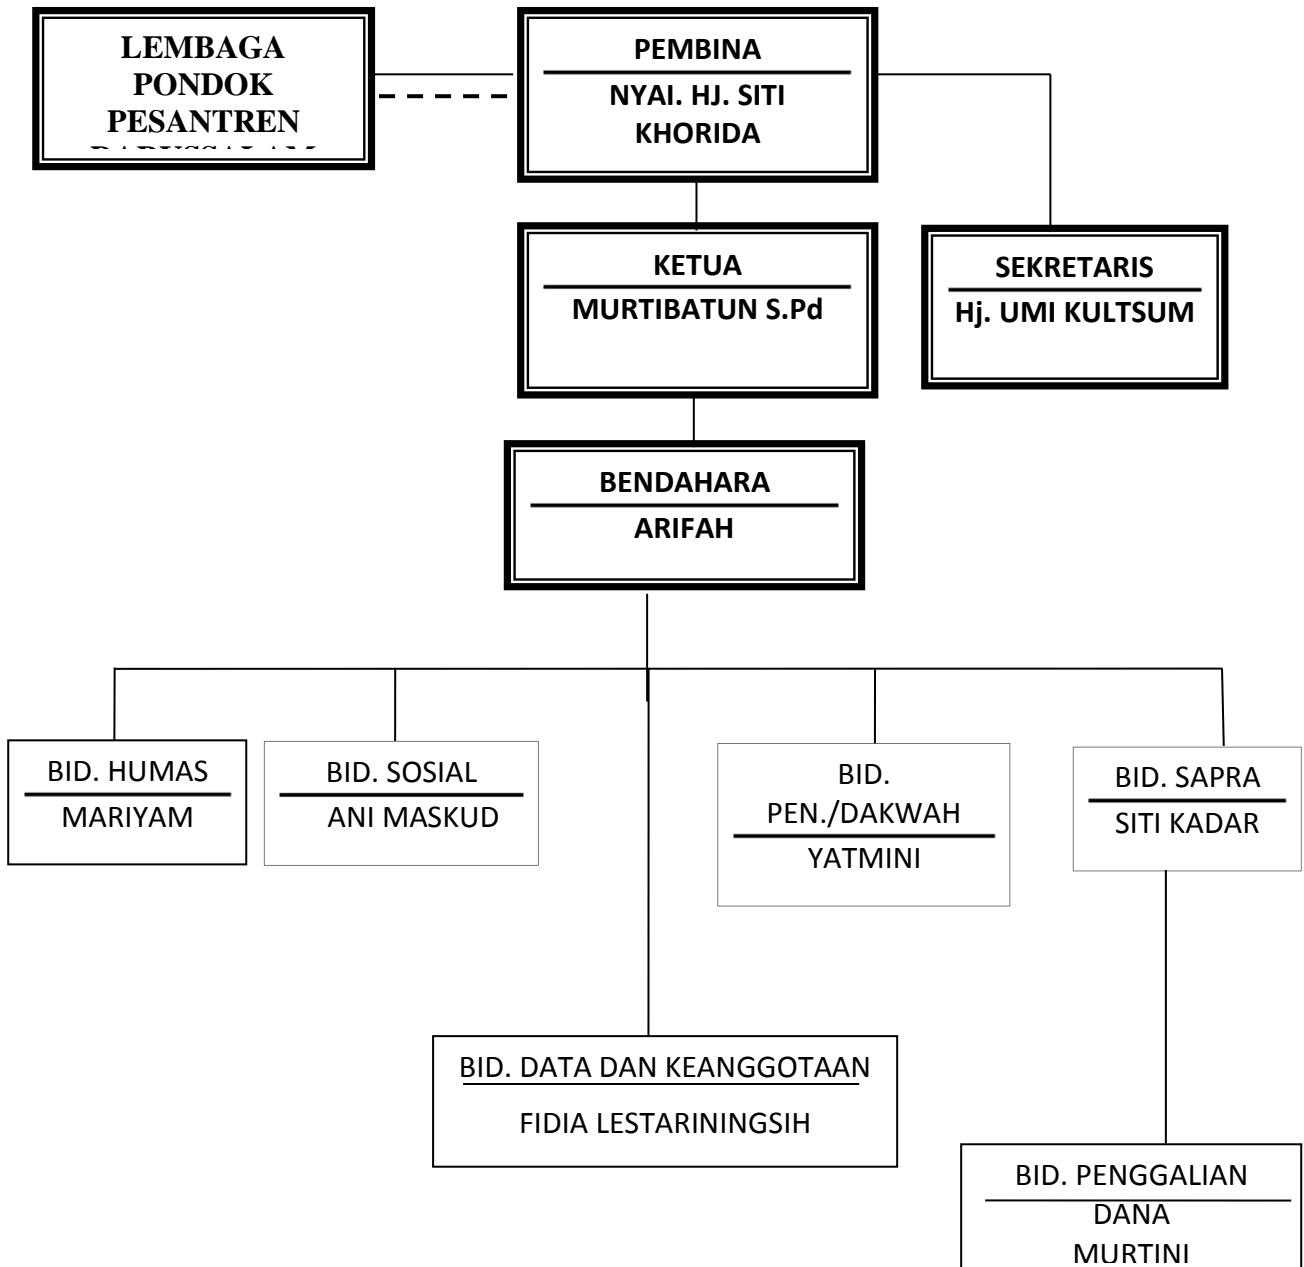 LEMBAGA
PONDOK
PESANTREN
DARUSSALAM
PEMBINA
NYAI. HJ. SITI
KHORIDA
KETUA
MURTIBATUN S.Pd
SEKRETARIS
Hj. UMI KULTSUM
BENDAHARA
ARIFAH
BID. HUMAS
MARIYAM
BID. SOSIAL
ANI MASKUD
BID.
PEN./DAKWAH
YATMINI
BID. SAPRA
SITI KADAR
BID. DATA DAN KEANGGOTAAN
FIDIA LESTARININGSIH
BID. PENGGALIAN
DANA
MURTINI